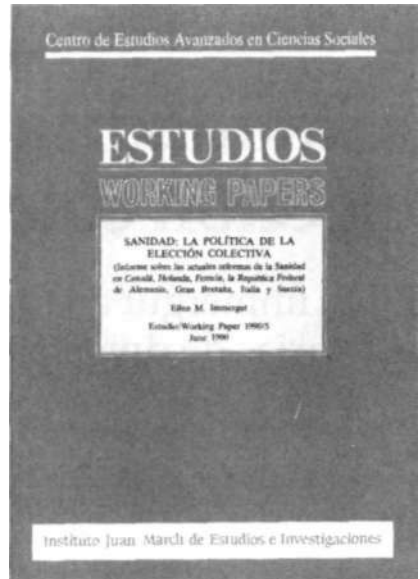 Centro de Estudios Avanzados en Ciencias Sociales
ESTUDIOS
WORKING PAPERS
SANIDAD: LA POLÍTICA DE LA
ELECCIÓN COLECTIVA
(Informe sobre las actuales reformas de la Sanidad
en Canadá, Holanda, Francia, la República Federal
de Alemania, Gran Bretaña, Italia y Suecia)
Ellen M. Immergut
Estudio/Working Paper 1990/5
June 1990
Instituto Juan March de Estudios e Investigaciones